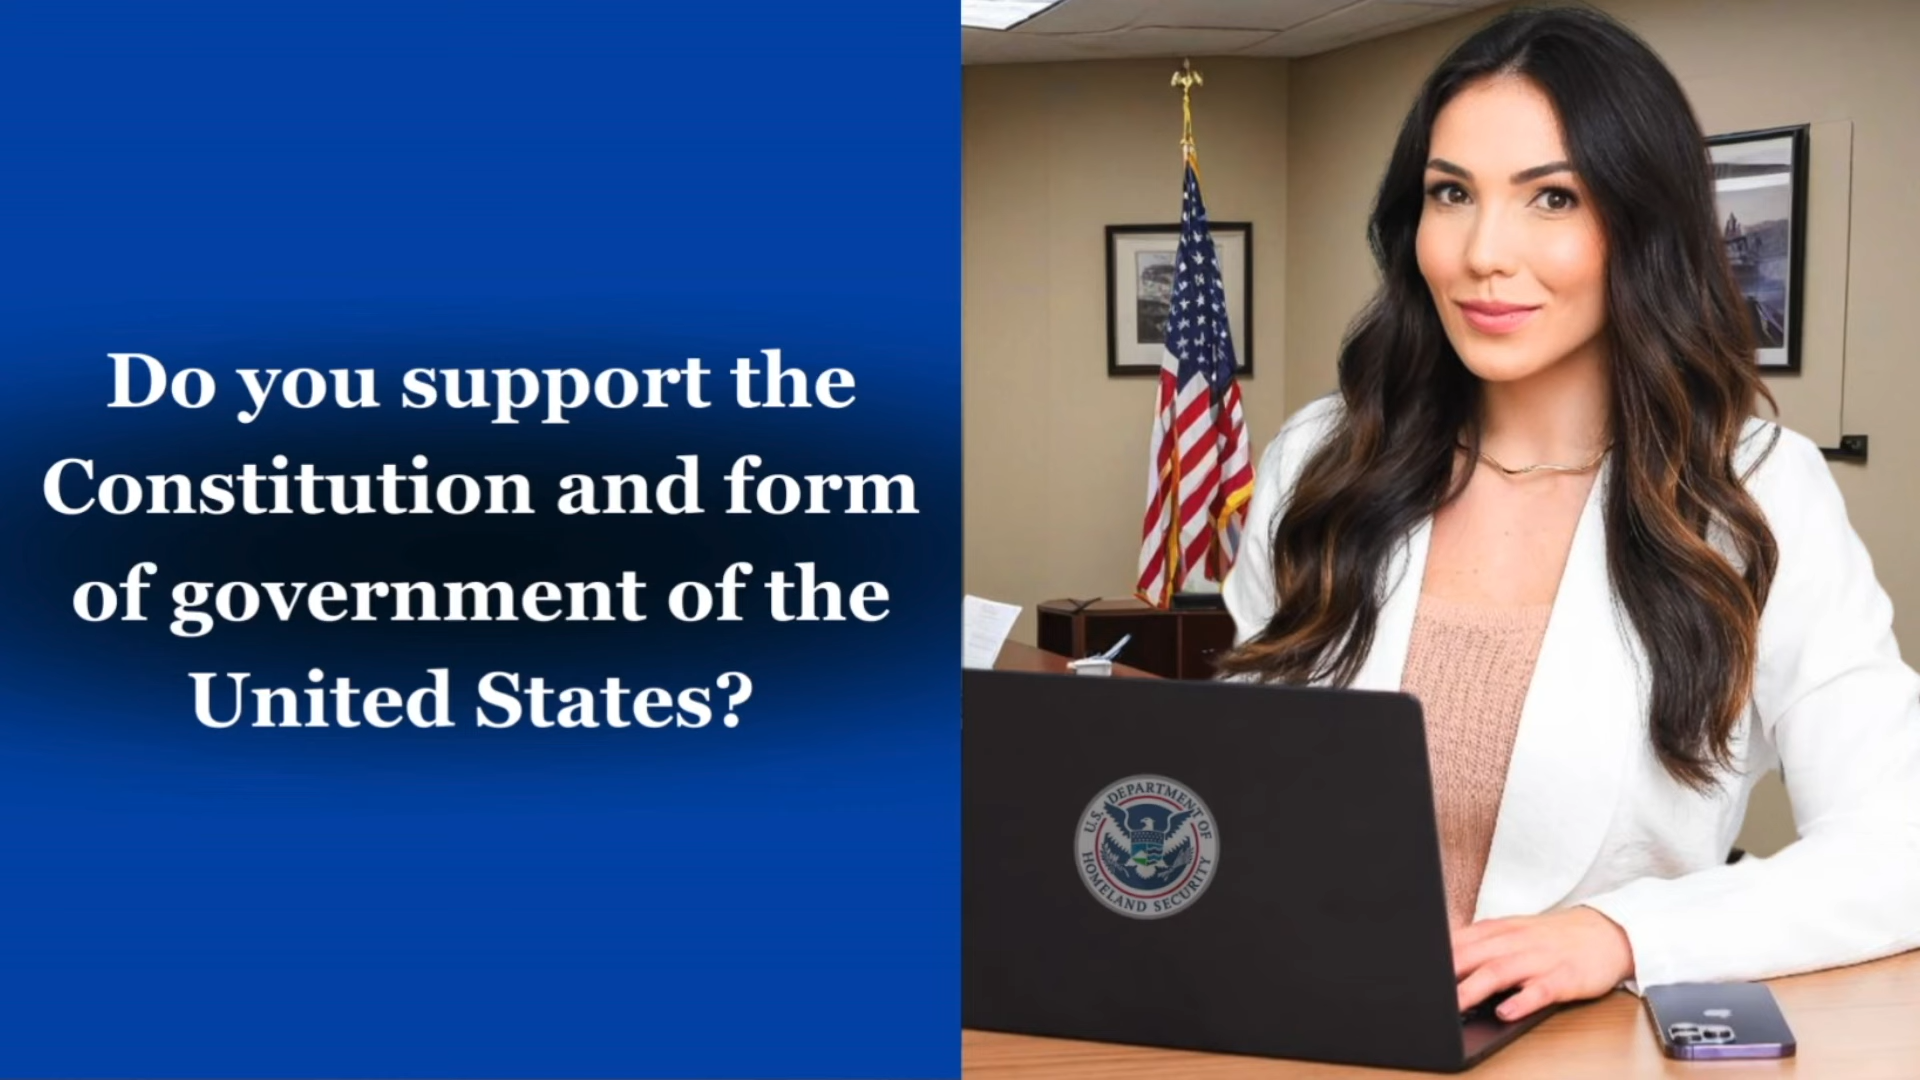 Do you support the
Constitution and form
of government of the
United States?
U.S. DEPARTMENT OF
HOMELAND SECURITY